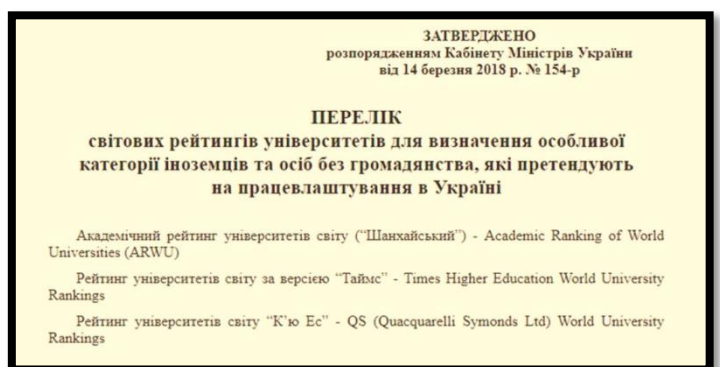 ЗАТВЕРДЖЕНО
розпорядженням Кабінету Міністрів України
від 14 березня 2018 р. № 154-р
ПЕРЕЛІК
світових рейтингів університетів для визначення особливої
категорії іноземців та осіб без громадянства, які претендують
на працевлаштування в Україні
Академічний рейтинг університетів світу (“Шанхайський”) - Academic Ranking of World
Universities (ARWU)
Рейтинг університетів світу за версією “Таймс” - Times Higher Education World University
Rankings
Рейтинг університетів світу “К’ю Ес” - QS (Quacquarelli Symonds Ltd) World University
Rankings